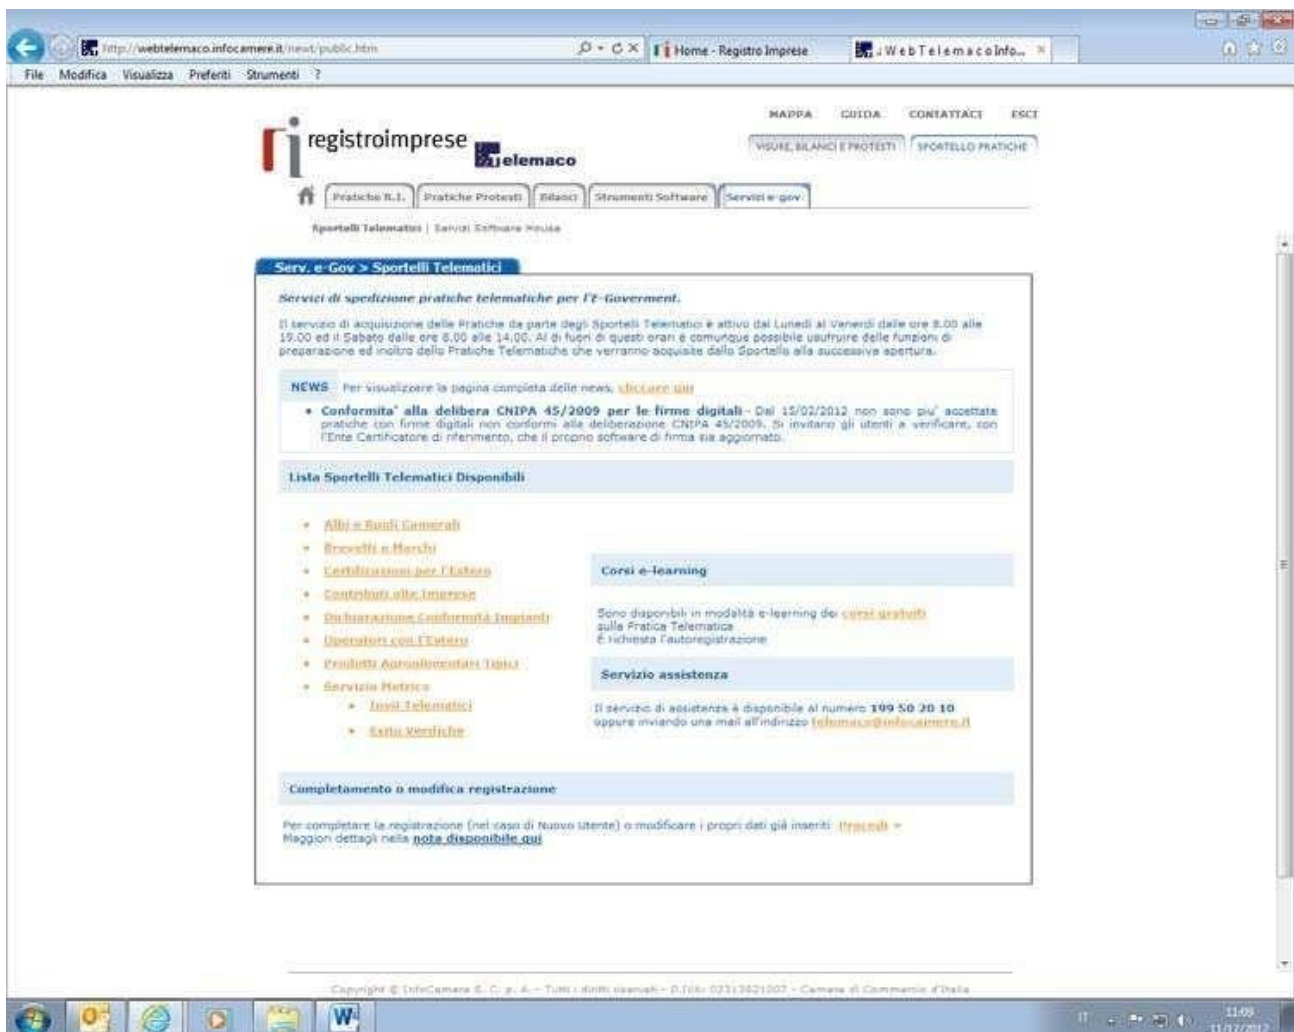 http://webtelemaco.infocamere.it/newt/public.htm
Home - Registro Imprese
:WebTelemacoInfo...
File Modifica Visualizza Preferiti Strumenti ?
MAPPA GUIDA CONTATTACI ESCI
registroimprese
Telemaco
VISURE, BILANCI E PROTESTI SPORTELLO PRATICHE
Pratiche R.I. Pratiche Protesti Bilanci Strumenti Software Servizi e-gov
Sportelli Telematici | Servizi Software House
Serv. e-Gov > Sportelli Telematici
Servizi di spedizione pratiche telematiche per l'E-Goverment.
Il servizio di acquisizione delle Pratiche da parte degli Sportelli Telematici è attivo dal Lunedì al Venerdì dalle ore 8.00 alle
19.00 ed il Sabato dalle ore 8.00 alle 14.00. Al di fuori di questi orari è comunque possibile usufruire delle funzioni di
preparazione ed inoltro delle Pratiche Telematiche che verranno acquisite dallo Sportello alla successiva apertura.
NEWS Per visualizzare la pagina completa delle news, cliccare qui
• Conformita' alla delibera CNIPA 45/2009 per le firme digitali - Dal 15/02/2012 non sono piu' accettate
pratiche con firme digitali non conformi alla deliberazione CNIPA 45/2009. Si invitano gli utenti a verificare, con
l'Ente Certificatore di riferimento, che il proprio software di firma sia aggiornato.
Lista Sportelli Telematici Disponibili
• Albi e Ruoli Camerali
• Brevetti e Marchi
• Certificazioni per l'Estero
• Contributi alle Imprese
• Dichiarazione Conformità Impianti
• Operatori con l'Estero
• Prodotti Agroalimentari Tipici
• Servizio Metrico
• Invii Telematici
• Esito Verifiche
Corsi e-learning
Sono disponibili in modalità e-learning dei corsi gratuiti
sulla Pratica Telematica
È richiesta l'autoregistrazione
Servizio assistenza
Il servizio di assistenza è disponibile al numero 199 50 20 10
oppure inviando una mail all'indirizzo telemaco@infocamere.it
Completamento o modifica registrazione
Per completare la registrazione (nel caso di Nuovo Utente) o modificare i propri dati già inseriti Procedi
Maggiori dettagli nella nota disponibile qui
Copyright © InfoCamere S. C. p. A. - Tutti i diritti riservati - P.IVA: 02313821007 - Camere di Commercio d'Italia
IT
11:09